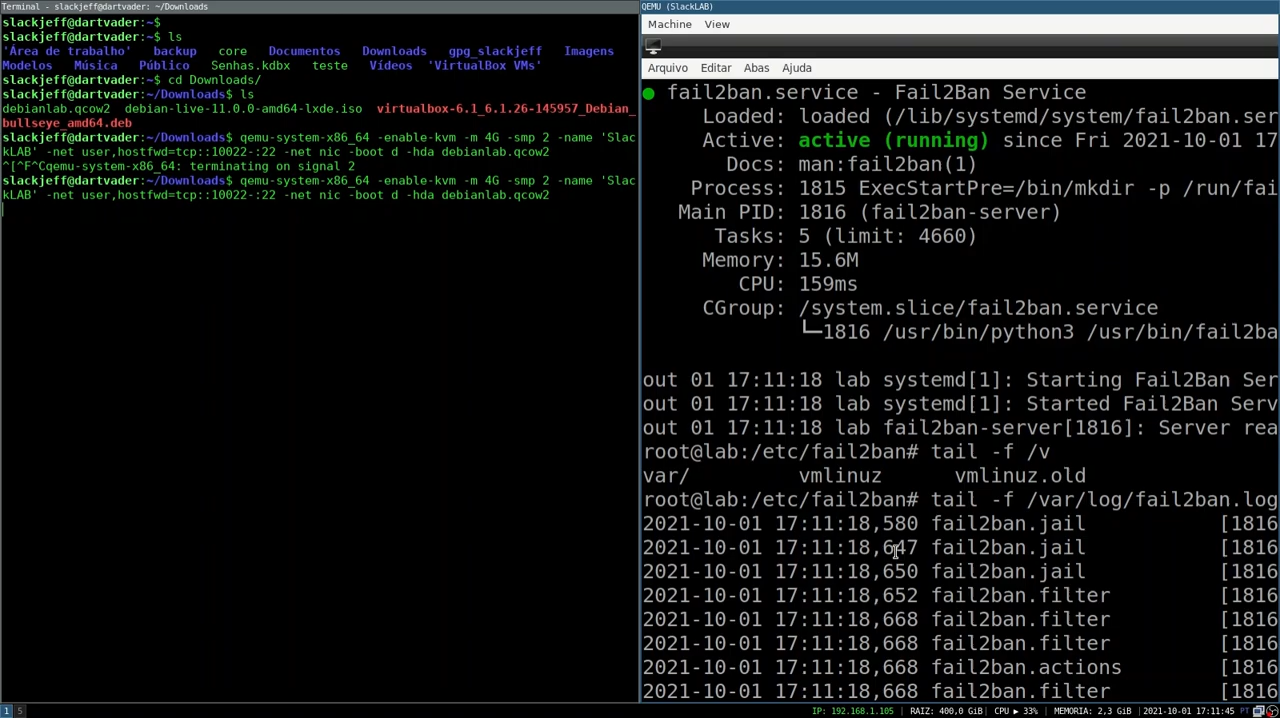 Terminal - slackjeff@dartvader: ~/Downloads
slackjeff@dartvader:~$
slackjeff@dartvader:~$ ls
'Área de trabalho'   backup   core   Documentos   Downloads   gpg_slackjeff   Imagens
Modelos   Música   Público   Senhas.kdbx   teste   Vídeos   'VirtualBox VMs'
slackjeff@dartvader:~$ cd Downloads/
slackjeff@dartvader:~/Downloads$ ls
debianlab.qcow2  debian-live-11.0.0-amd64-lxde.iso  virtualbox-6.1_6.1.26-145957_Debian_
bullseye_amd64.deb
slackjeff@dartvader:~/Downloads$ qemu-system-x86_64 -enable-kvm -m 4G -smp 2 -name 'Slac
kLAB' -net user,hostfwd=tcp::10022-:22 -net nic -boot d -hda debianlab.qcow2
^[^F^Cqemu-system-x86_64: terminating on signal 2
slackjeff@dartvader:~/Downloads$ qemu-system-x86_64 -enable-kvm -m 4G -smp 2 -name 'Slac
kLAB' -net user,hostfwd=tcp::10022-:22 -net nic -boot d -hda debianlab.qcow2
QEMU (SlackLAB)
Machine   View
Arquivo   Editar   Abas   Ajuda
● fail2ban.service - Fail2Ban Service
Loaded: loaded (/lib/systemd/system/fail2ban.ser
Active: active (running) since Fri 2021-10-01 17
Docs: man:fail2ban(1)
Process: 1815 ExecStartPre=/bin/mkdir -p /run/fai
Main PID: 1816 (fail2ban-server)
Tasks: 5 (limit: 4660)
Memory: 15.6M
CPU: 159ms
CGroup: /system.slice/fail2ban.service
└─1816 /usr/bin/python3 /usr/bin/fail2ba
out 01 17:11:18 lab systemd[1]: Starting Fail2Ban Ser
out 01 17:11:18 lab systemd[1]: Started Fail2Ban Serv
out 01 17:11:18 lab fail2ban-server[1816]: Server rea
root@lab:/etc/fail2ban# tail -f /v
var/         vmlinuz      vmlinuz.old
root@lab:/etc/fail2ban# tail -f /var/log/fail2ban.log
2021-10-01 17:11:18,580 fail2ban.jail           [1816
2021-10-01 17:11:18,647 fail2ban.jail           [1816
2021-10-01 17:11:18,650 fail2ban.jail           [1816
2021-10-01 17:11:18,652 fail2ban.filter         [1816
2021-10-01 17:11:18,668 fail2ban.filter         [1816
2021-10-01 17:11:18,668 fail2ban.filter         [1816
2021-10-01 17:11:18,668 fail2ban.actions        [1816
2021-10-01 17:11:18,668 fail2ban.filter         [1816
1 5 IP: 192.168.1.105 | RAIZ: 400,0 GiB | CPU ▶ 33% | MEMORIA: 2,3 GiB | 2021-10-01 17:11:45 PT